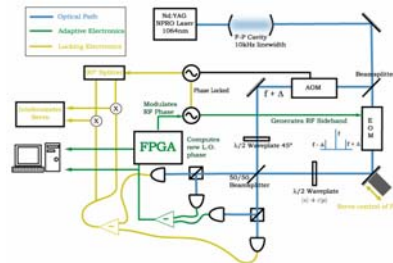 Optical Path
Adaptive Electronics
Locking Electronics
Nd:YAG
NPRO Laser
1064nm
F-P Cavity
10kHz linewidth
RF Splitter
Phase Locked
AOM
Beamsplitter
f + Δ
Modulates
RF Phase
Generates RF Sideband
EOM
Interferometer
Servo
FPGA
Computes
new L.O.
phase
λ/2 Waveplate 45°
f
f - Δ
f + Δ
50/50
Beamsplitter
λ/2 Waveplate
Servo control of
X
X
-
-